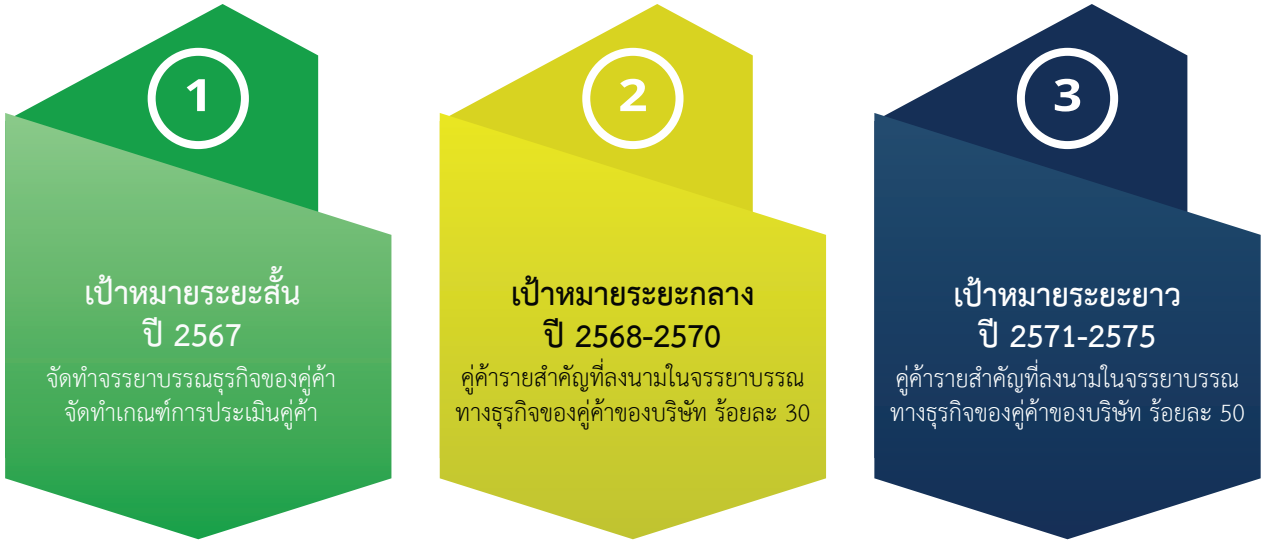 1
เป้าหมายระยะสั้น
ปี 2567
จัดทำจรรยาบรรณธุรกิจของคู่ค้า
จัดทำเกณฑ์การประเมินคู่ค้า
2
เป้าหมายระยะกลาง
ปี 2568-2570
คู่ค้ารายสำคัญที่ลงนามในจรรยาบรรณ
ทางธุรกิจของคู่ค้าของบริษัท ร้อยละ 30
3
เป้าหมายระยะยาว
ปี 2571-2575
คู่ค้ารายสำคัญที่ลงนามในจรรยาบรรณ
ทางธุรกิจของคู่ค้าของบริษัท ร้อยละ 50